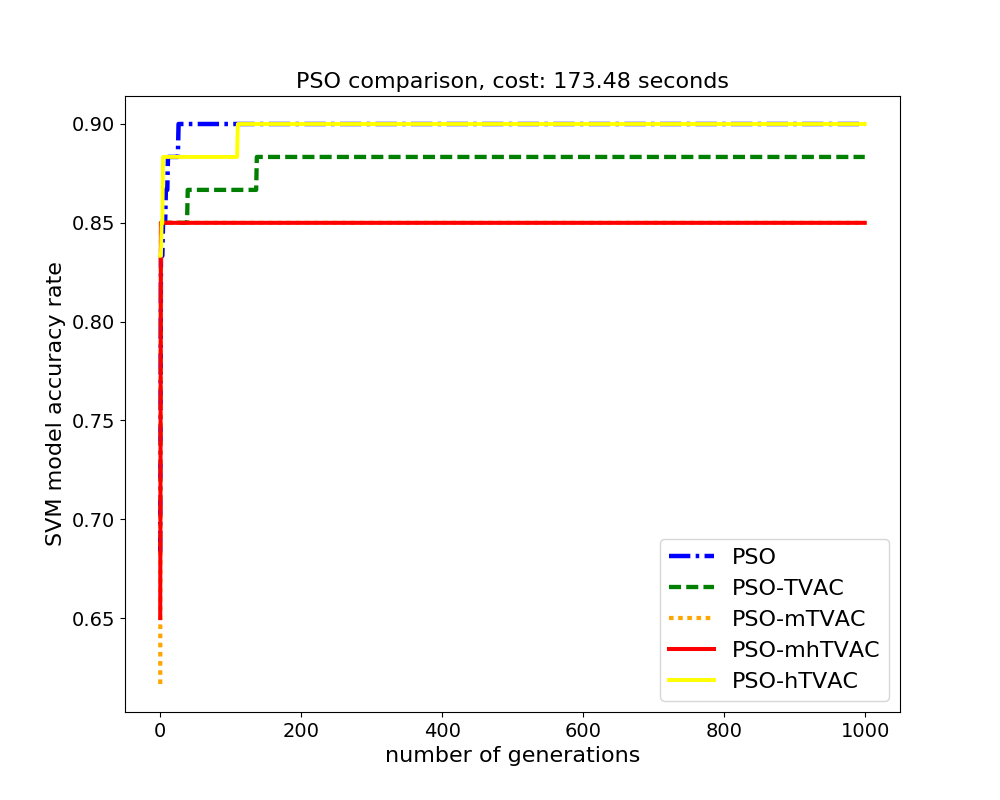 PSO comparison, cost: 173.48 seconds
SVM model accuracy rate
0.90
0.85
0.80
0.75
0.70
0.65
0
200
400
600
800
1000
number of generations
PSO
PSO-TVAC
PSO-mTVAC
PSO-mhTVAC
PSO-hTVAC